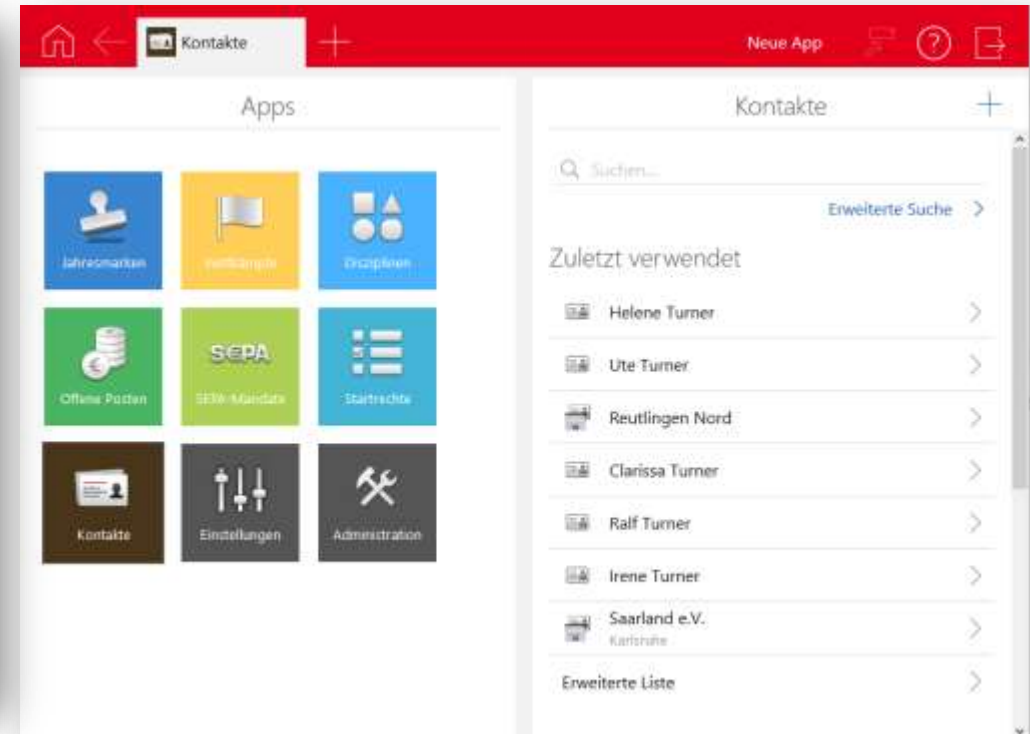 Kontakte
Neue App
Apps
Jahresmarken
Wettkämpfe
Disziplinen
Offene Posten
SEPA
SEPA-Mandate
Startrechte
Kontakte
Einstellungen
Administration
Kontakte
Suchen...
Erweiterte Suche
Zuletzt verwendet
Helene Turner
Ute Turner
Reutlingen Nord
Clarissa Turner
Ralf Turner
Irene Turner
Saarland e.V.
Karlsruhe
Erweiterte Liste